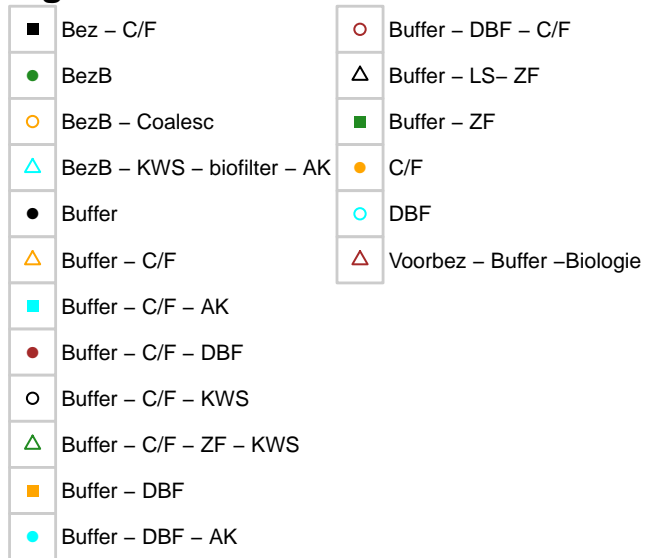 Bez – C/F
BezB
BezB – Coalesc
BezB – KWS – biofilter – AK
Buffer
Buffer – C/F
Buffer – C/F – AK
Buffer – C/F – DBF
Buffer – C/F – KWS
Buffer – C/F – ZF – KWS
Buffer – DBF
Buffer – DBF – AK
Buffer – DBF – C/F
Buffer – LS– ZF
Buffer – ZF
C/F
DBF
Voorbez – Buffer –Biologie